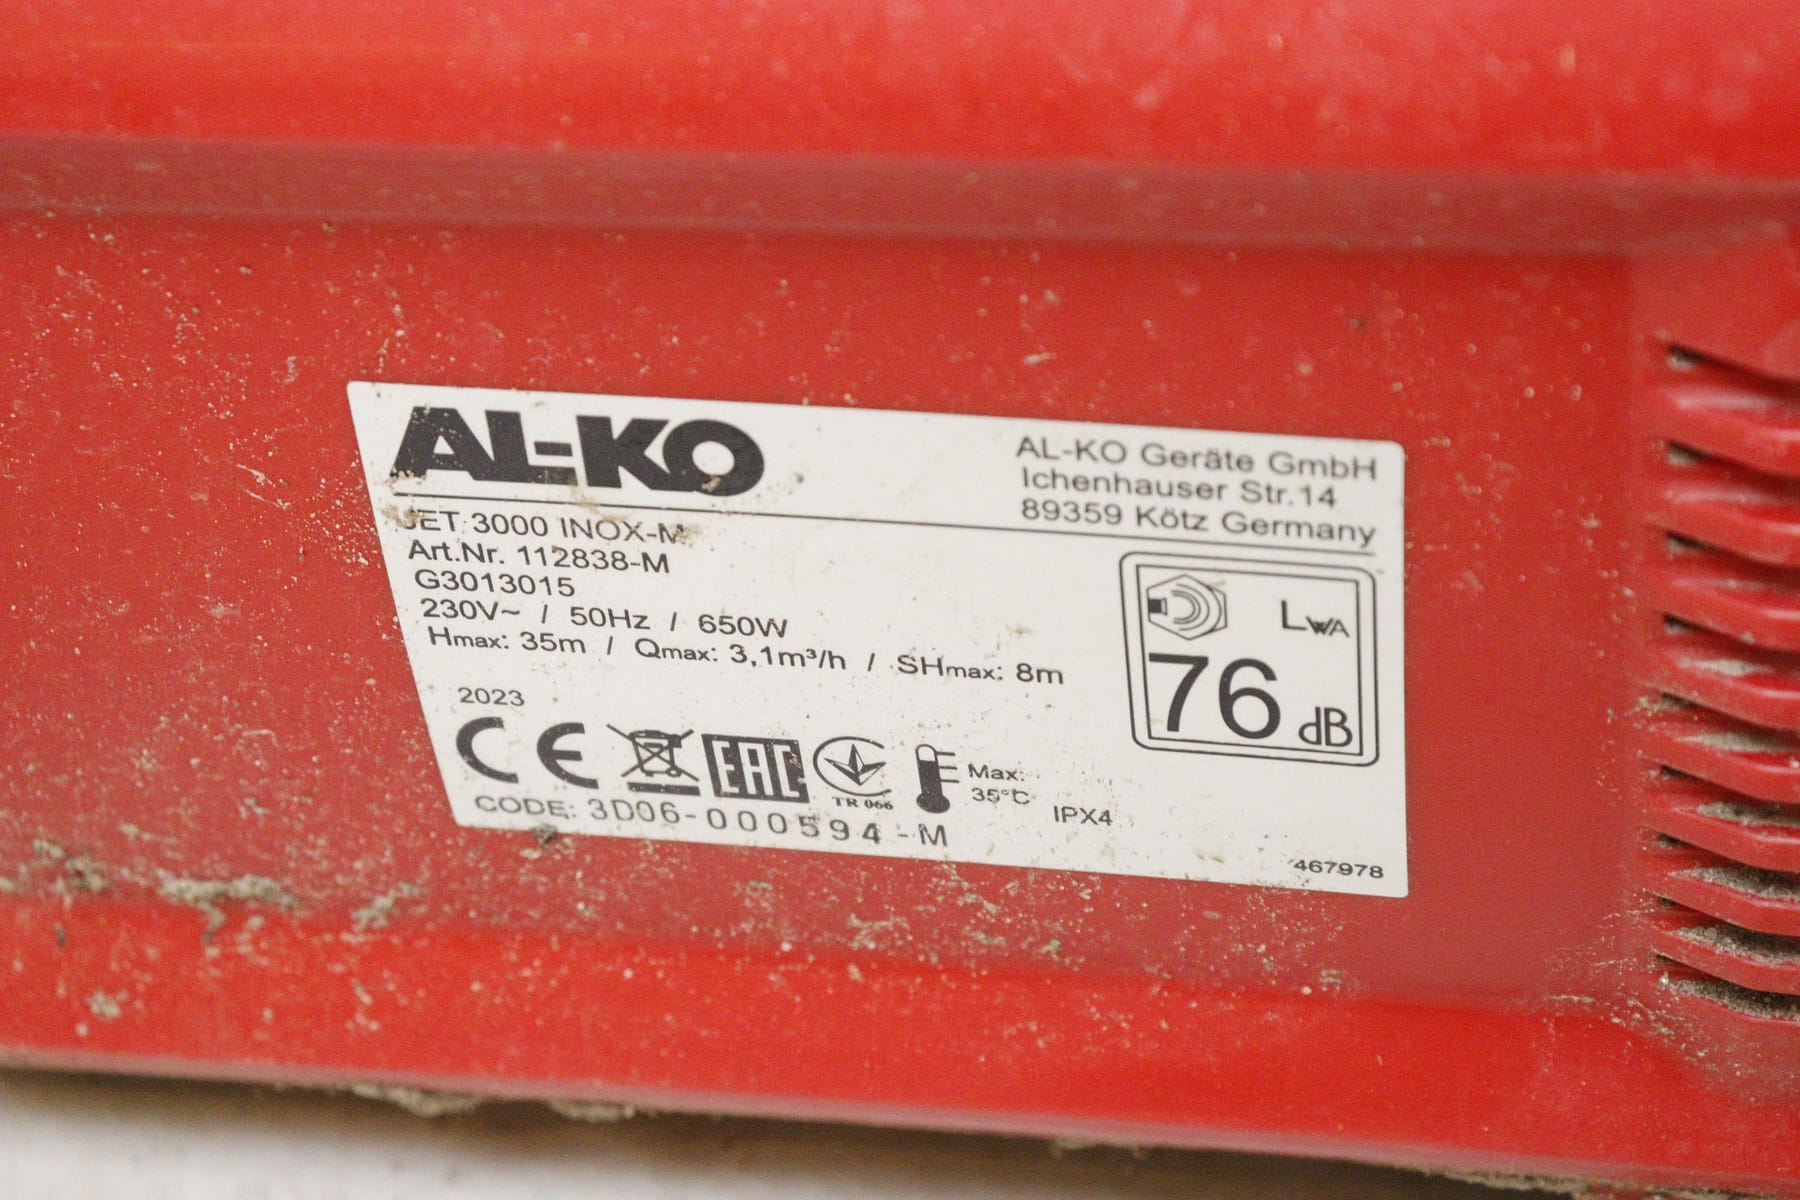 AL-KO
AL-KO Geräte GmbH
Ichenhauser Str.14
89359 Kötz Germany
JET 3000 INOX-M
Art.Nr. 112838-M
G3013015
230V~ / 50Hz / 650W
Hmax: 35m / Qmax: 3,1m³/h / SHmax: 8m
LWA
76 dB
2023
CE EAC
TR 066
Max:
35°C
IPX4
CODE: 3D06-000594-M
467978